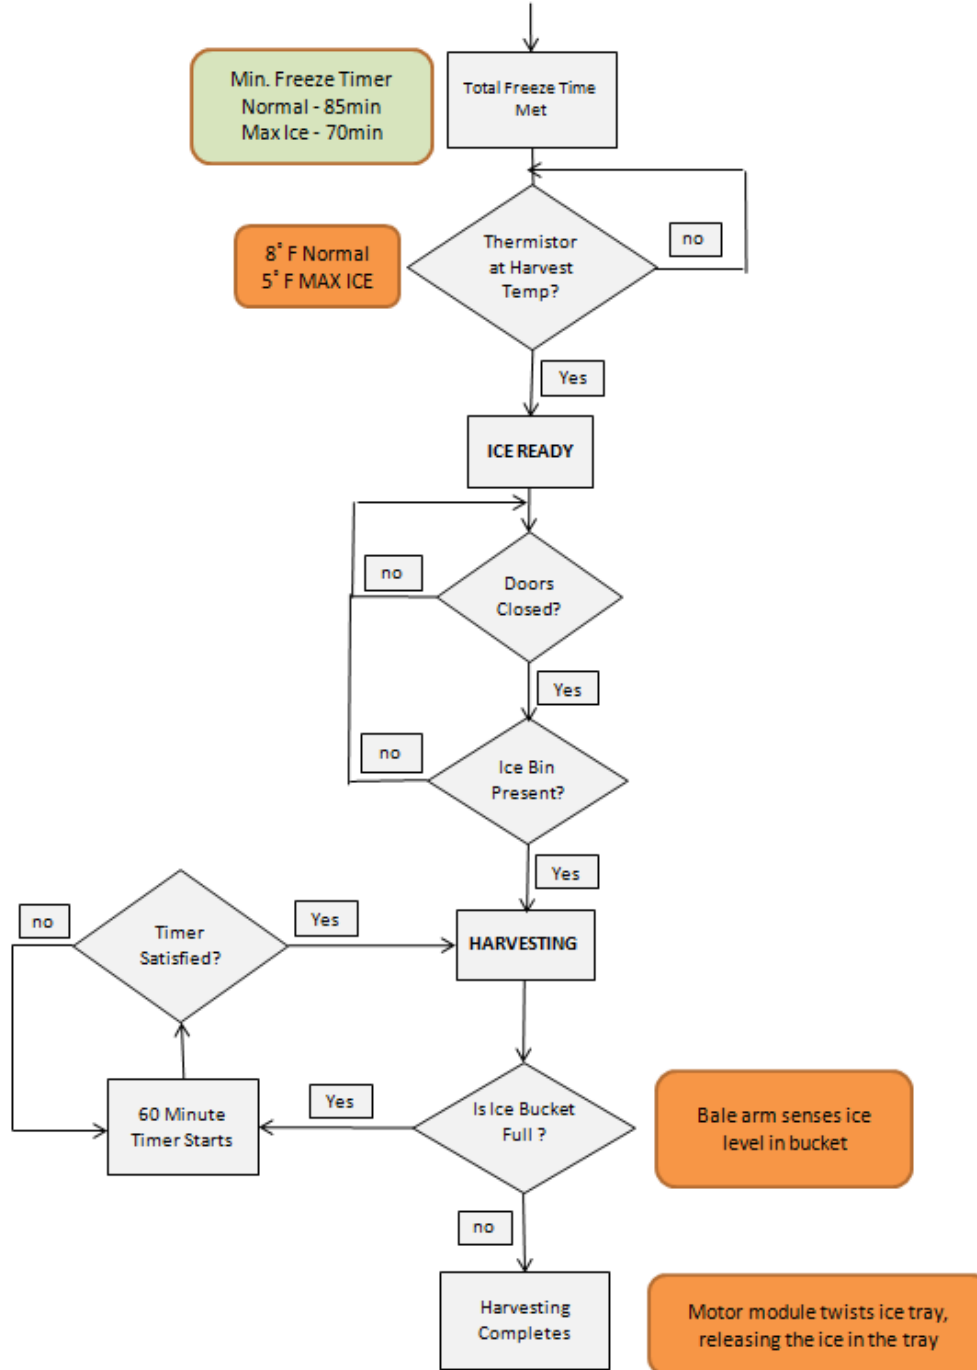 Min. Freeze Timer
Normal - 85min
Max Ice - 70min
Total Freeze Time
Met
8° F Normal
5° F MAX ICE
Thermistor
at Harvest
Temp?
no
Yes
ICE READY
no
Doors
Closed?
Yes
no
Ice Bin
Present?
Yes
no
Timer
Satisfied?
Yes
HARVESTING
60 Minute
Timer Starts
Yes
Is Ice Bucket
Full ?
Bale arm senses ice
level in bucket
no
Harvesting
Completes
Motor module twists ice tray,
releasing the ice in the tray